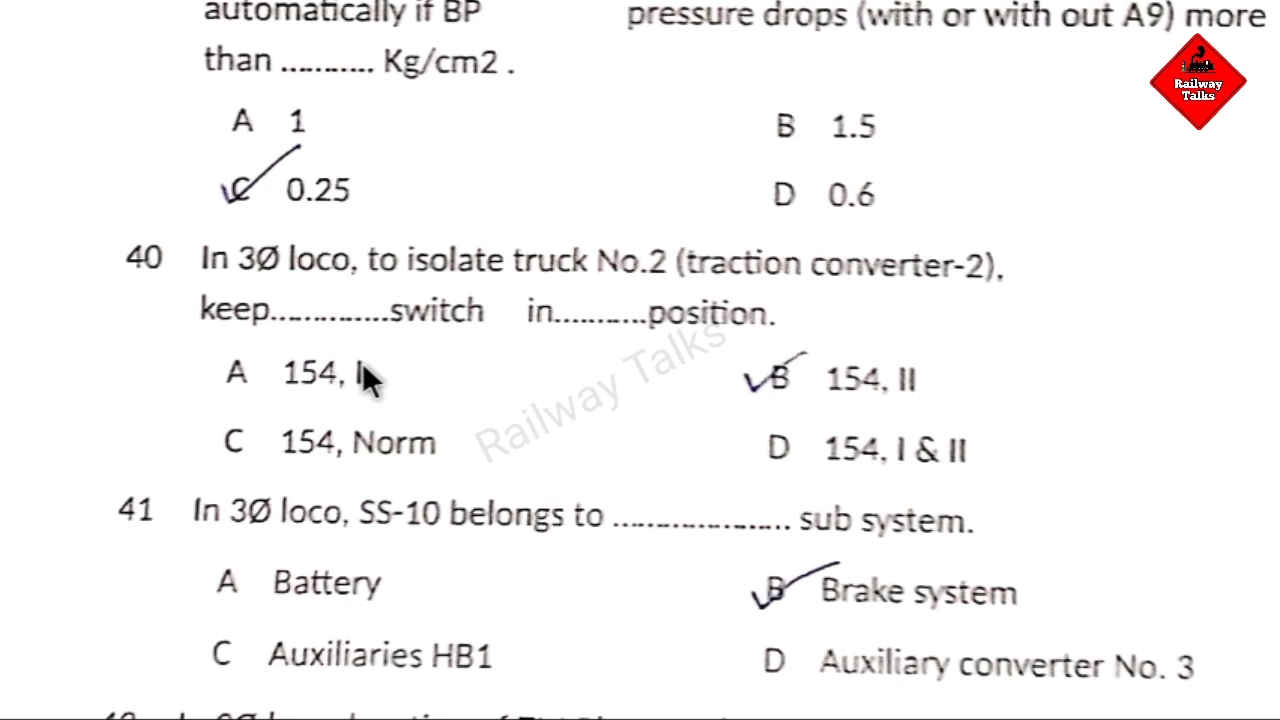 automatically if BP pressure drops (with or with out A9) more
than ........... Kg/cm2 .
Railway
Talks
A 1
B 1.5
C 0.25
D 0.6
40 In 3Ø loco, to isolate truck No.2 (traction converter-2),
keep..............switch in...........position.
A 154, I
B 154, II
C 154, Norm
D 154, I & II
Railway Talks
41 In 3Ø loco, SS-10 belongs to ..................... sub system.
A Battery
B Brake system
C Auxiliaries HB1
D Auxiliary converter No. 3